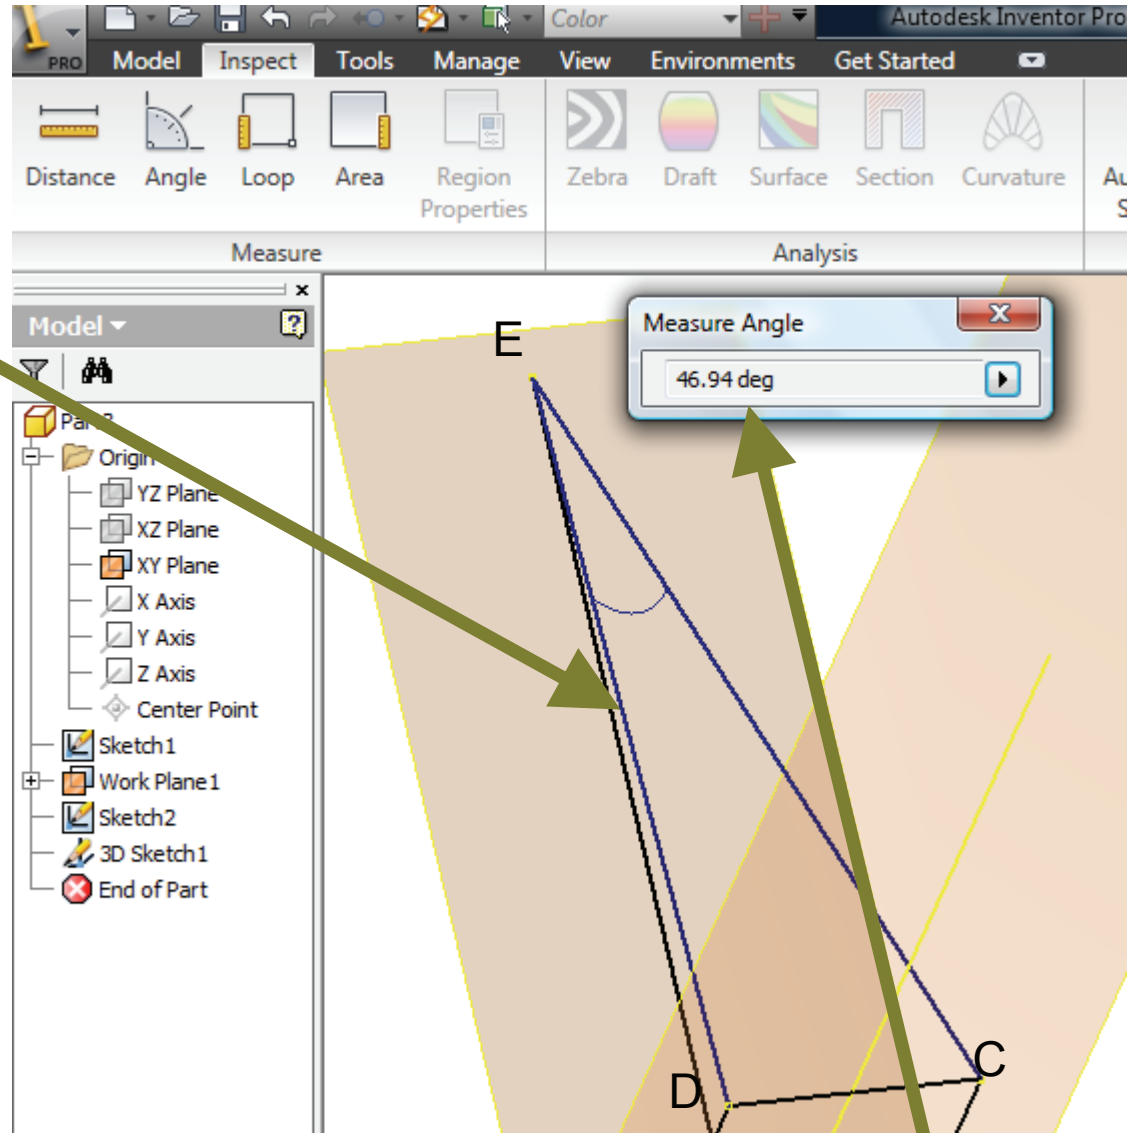 Color
Autodesk Inventor Pro
PRO
Model Inspect Tools Manage View Environments Get Started
Distance Angle Loop Area Region Properties Zebra Draft Surface Section Curvature
Measure Analysis
Model
E
Measure Angle
46.94 deg
Origin
YZ Plane
XZ Plane
XY Plane
X Axis
Y Axis
Z Axis
Center Point
Sketch1
Work Plane1
Sketch2
3D Sketch1
End of Part
C
D